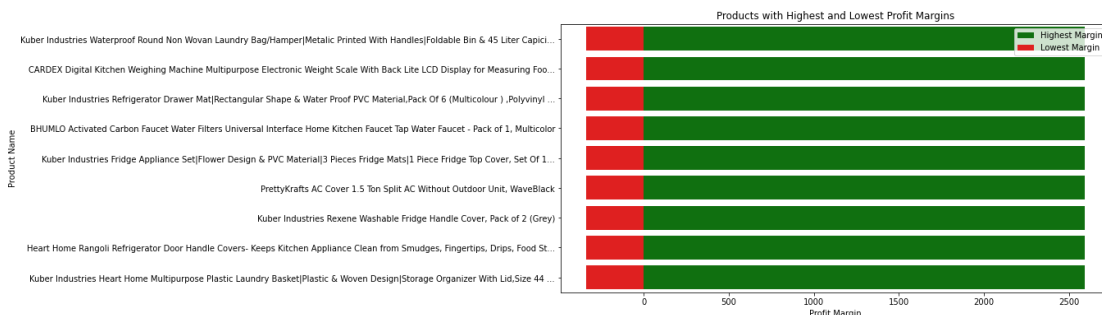 Products with Highest and Lowest Profit Margins
Highest Margin
Lowest Margin
Product Name
Kuber Industries Waterproof Round Non Wovan Laundry Bag/Hamper|Metalic Printed With Handles|Foldable Bin & 45 Liter Capici...
CARDEX Digital Kitchen Weighing Machine Multipurpose Electronic Weight Scale With Back Lite LCD Display for Measuring Foo...
Kuber Industries Refrigerator Drawer Mat|Rectangular Shape & Water Proof PVC Material,Pack Of 6 (Multicolour ) ,Polyvinyl ...
BHUMLO Activated Carbon Faucet Water Filters Universal Interface Home Kitchen Faucet Tap Water Faucet - Pack of 1, Multicolor
Kuber Industries Fridge Appliance Set|Flower Design & PVC Material|3 Pieces Fridge Mats|1 Piece Fridge Top Cover, Set Of 1...
PrettyKrafts AC Cover 1.5 Ton Split AC Without Outdoor Unit, WaveBlack
Kuber Industries Rexene Washable Fridge Handle Cover, Pack of 2 (Grey)
Heart Home Rangoli Refrigerator Door Handle Covers- Keeps Kitchen Appliance Clean from Smudges, Fingertips, Drips, Food St...
Kuber Industries Heart Home Multipurpose Plastic Laundry Basket|Plastic & Woven Design|Storage Organizer With Lid,Size 44 ...
0 500 1000 1500 2000 2500
Profit Margin